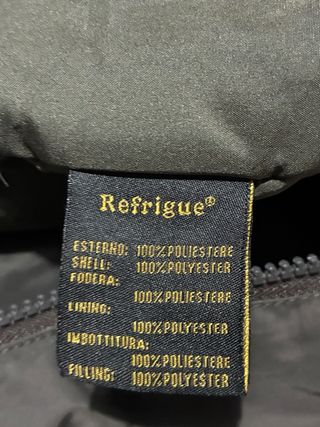 Refrigue®
ESTERNO: 100%POLIESTERE
SHELL: 100%POLYESTER
FODERA:
100%POLIESTERE
LINING:
100%POLYESTER
IMBOTTITURA:
100%POLIESTERE
FILLING: 100%POLYESTER